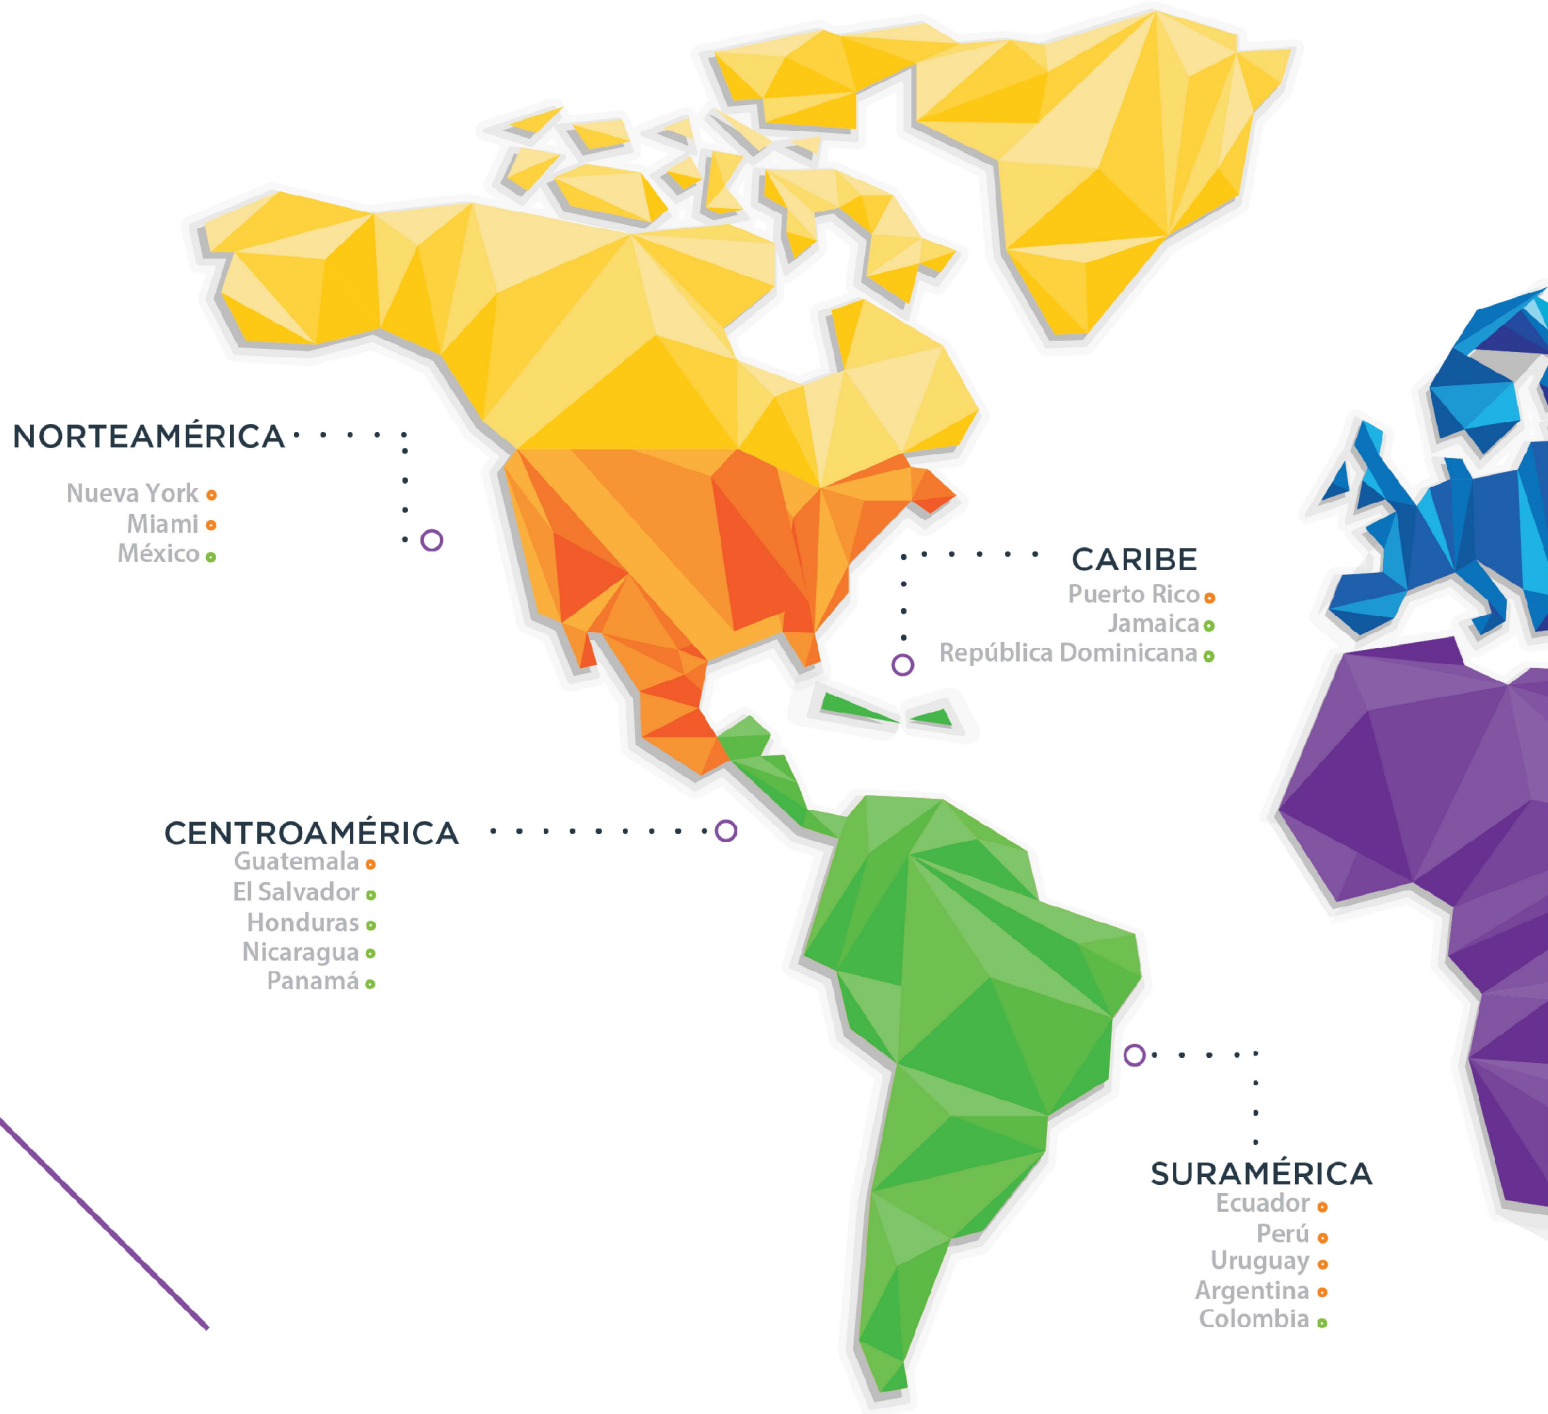 NORTEAMÉRICA
Nueva York
Miami
México
CARIBE
Puerto Rico
Jamaica
República Dominicana
CENTROAMÉRICA
Guatemala
El Salvador
Honduras
Nicaragua
Panamá
SURAMÉRICA
Ecuador
Perú
Uruguay
Argentina
Colombia